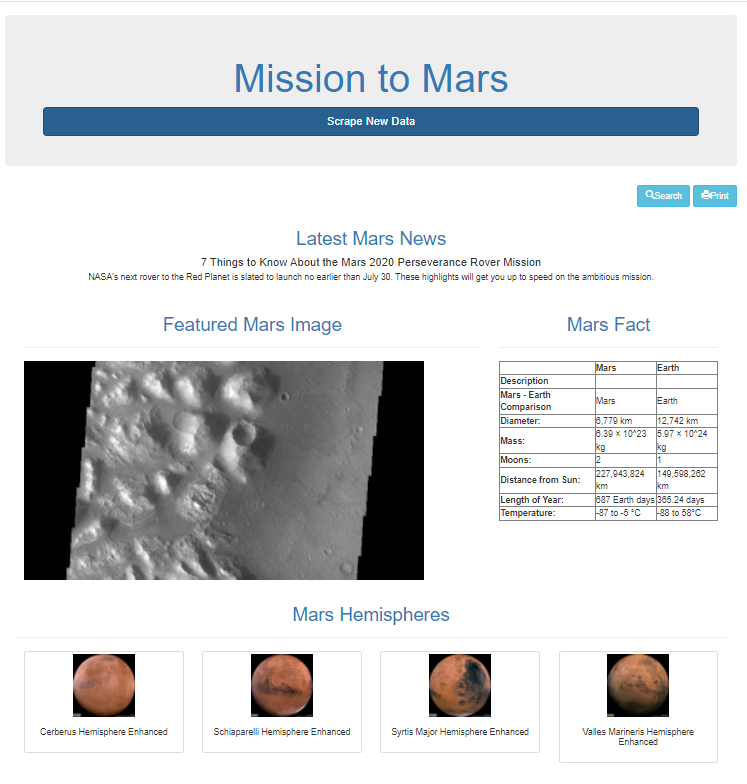 Mission to Mars
Scrape New Data
Search Print
Latest Mars News
7 Things to Know About the Mars 2020 Perseverance Rover Mission
NASA's next rover to the Red Planet is slated to launch no earlier than July 30. These highlights will get you up to speed on the ambitious mission.
Featured Mars Image
Mars Fact
Mars Earth
Description
Mars - Earth
Comparison Mars Earth
Diameter: 6,779 km 12,742 km
Mass: 6.39 × 10^23
kg 5.97 × 10^24
kg
Moons: 2 1
Distance from Sun: 227,943,824
km 149,598,262
km
Length of Year: 687 Earth days 365.24 days
Temperature: -87 to -5 °C -88 to 58°C
Mars Hemispheres
Cerberus Hemisphere Enhanced
Schiaparelli Hemisphere Enhanced
Syrtis Major Hemisphere Enhanced
Valles Marineris Hemisphere
Enhanced